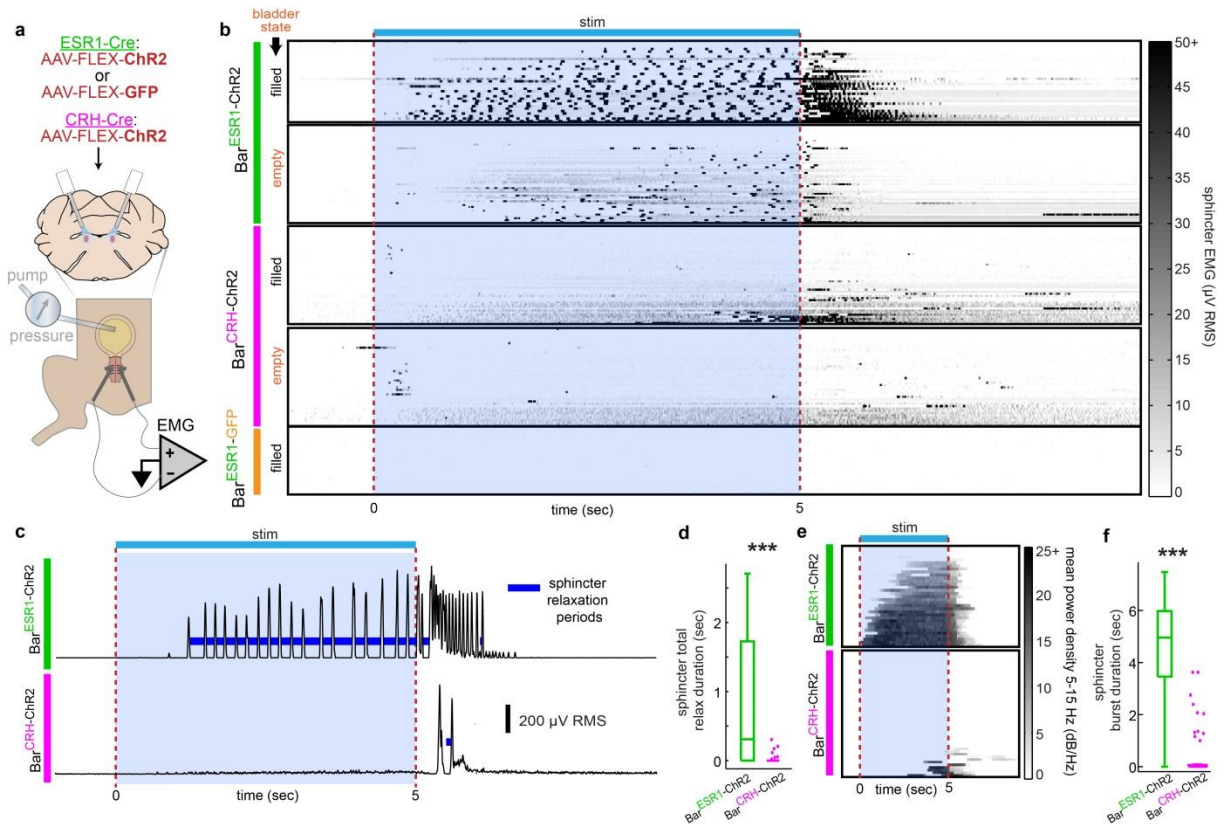 a
ESR1-Cre:
AAV-FLEX-ChR2
or
AAV-FLEX-GFP
CRH-Cre:
AAV-FLEX-ChR2
pump
pressure
EMG
b
bladder
state
stim
BarESR1-ChR2
filled
empty
BarCRH-ChR2
filled
empty
BarESR1-GFP
filled
0
5
time (sec)
50+
45
40
35
30
25
20
15
10
5
0
sphincter EMG (µV RMS)
c
stim
BarESR1-ChR2
sphincter
relaxation
periods
BarCRH-ChR2
200 µV RMS
0
5
time (sec)
d
***
sphincter total
relax duration (sec)
2
1
0
BarESR1-ChR2
BarCRH-ChR2
e
stim
BarESR1-ChR2
BarCRH-ChR2
0
5
time (sec)
25+
20
15
10
5
0
mean power density 5-15 Hz (dB/Hz)
f
***
sphincter
burst duration (sec)
6
4
2
0
BarESR1-ChR2
BarCRH-ChR2